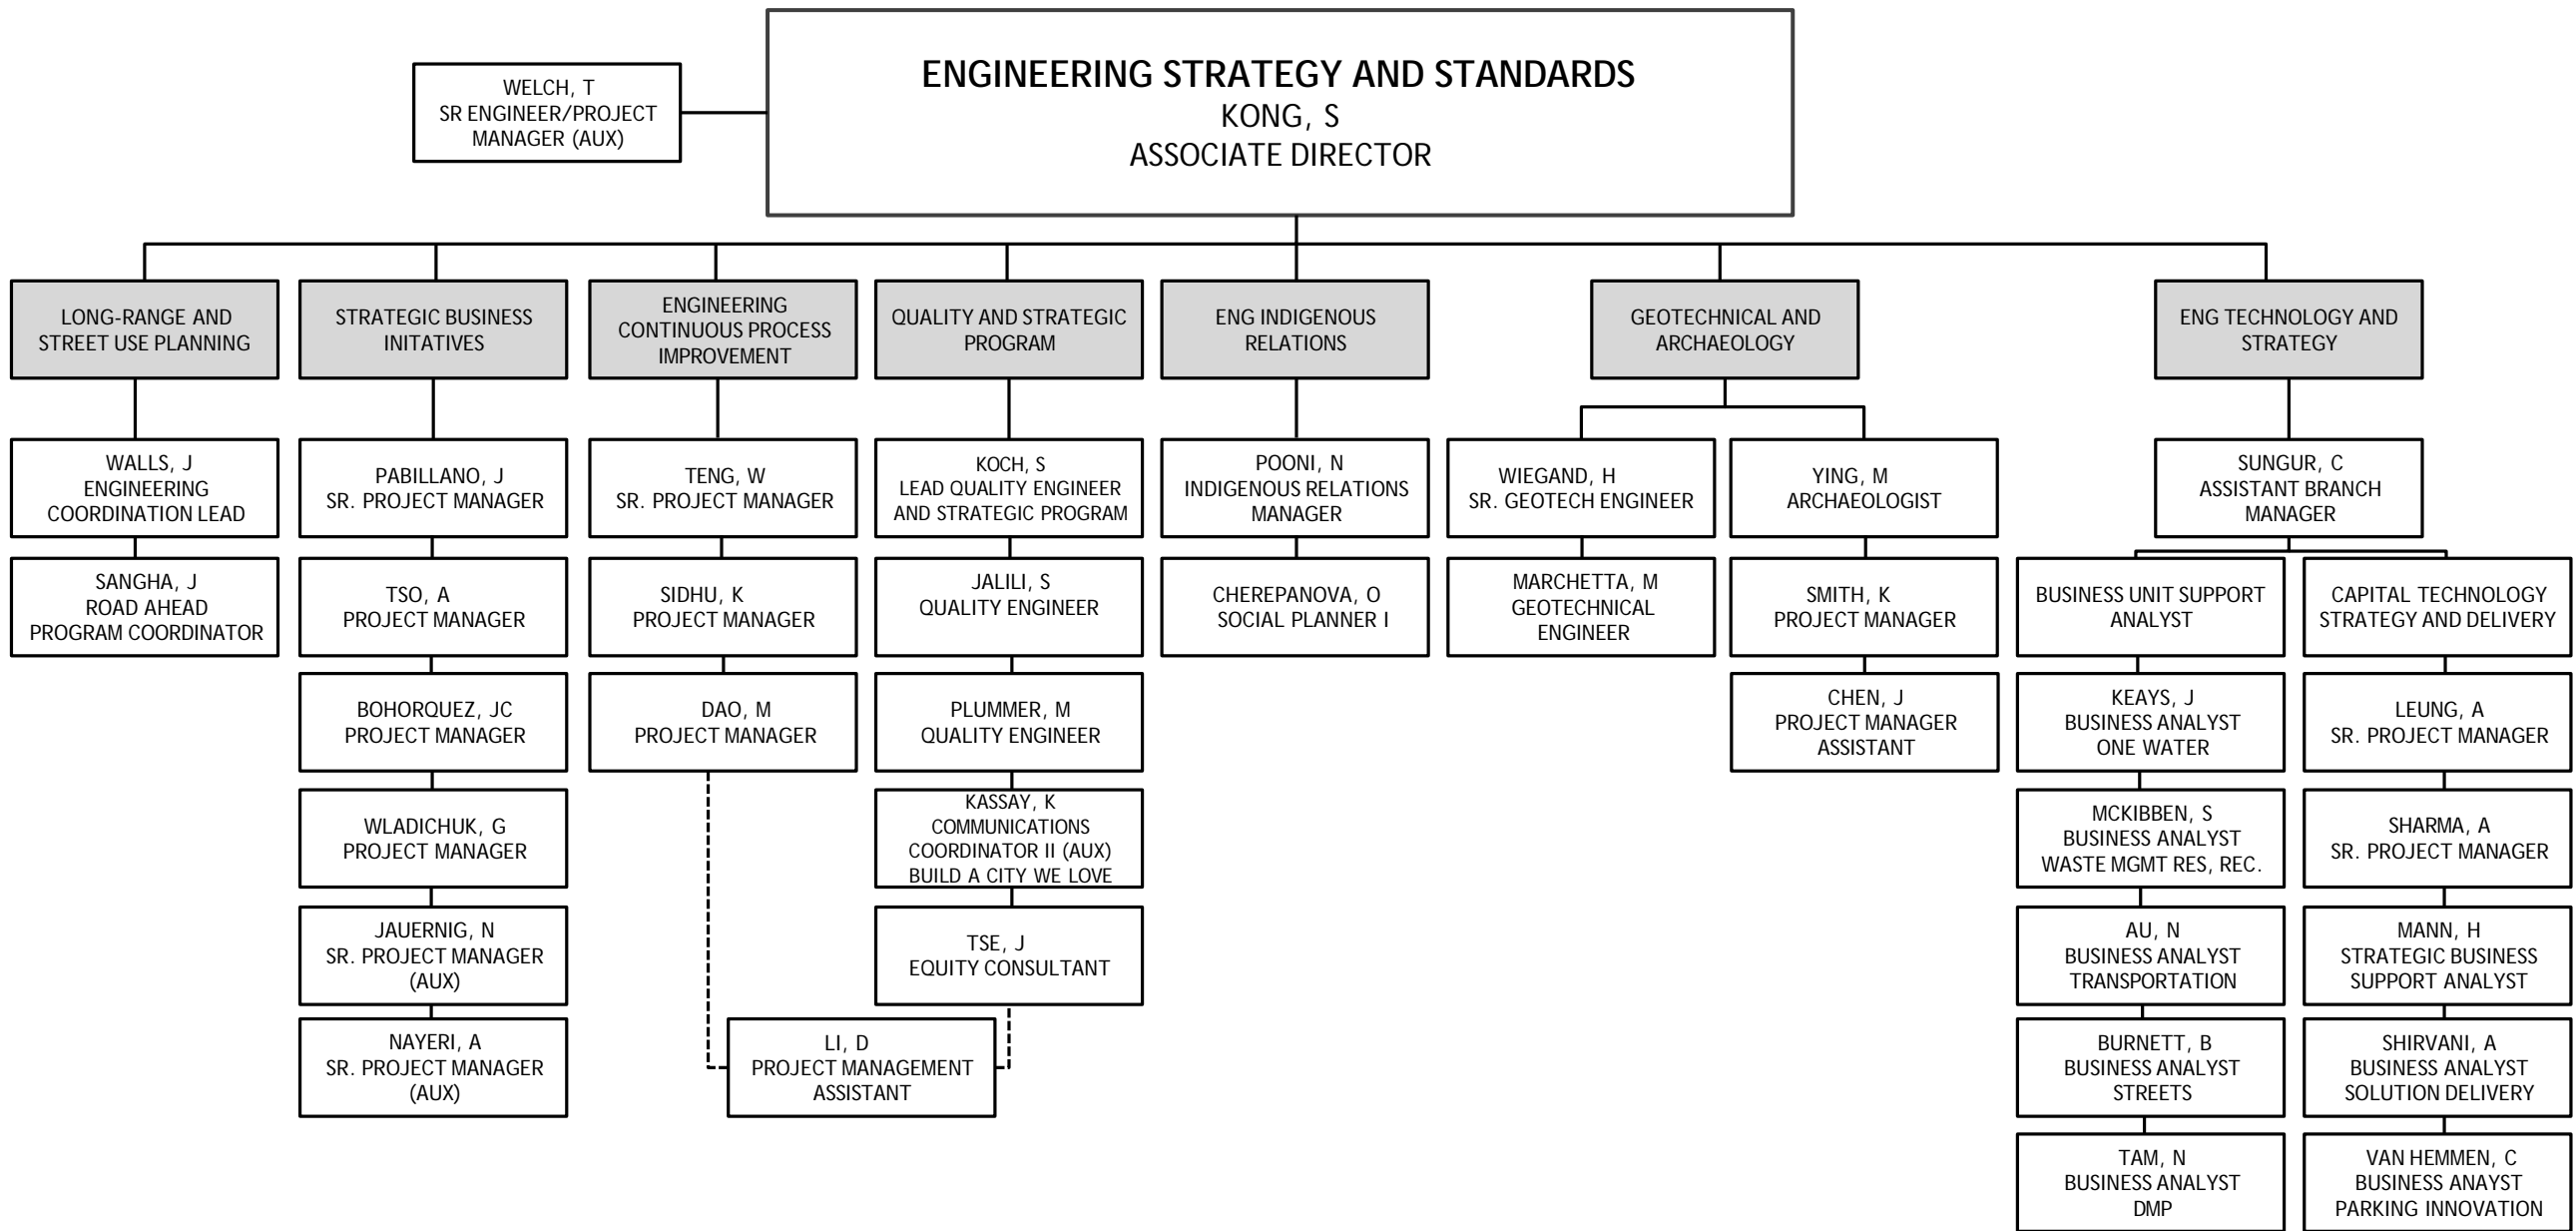 ENGINEERING STRATEGY AND STANDARDS
KONG, S
ASSOCIATE DIRECTOR
WELCH, T
SR ENGINEER/PROJECT
MANAGER (AUX)
LONG-RANGE AND
STREET USE PLANNING
WALLS, J
ENGINEERING
COORDINATION LEAD
SANGHA, J
ROAD AHEAD
PROGRAM COORDINATOR
STRATEGIC BUSINESS
INITATIVES
PABILLANO, J
SR. PROJECT MANAGER
TSO, A
PROJECT MANAGER
BOHORQUEZ, JC
PROJECT MANAGER
WLADICHUK, G
PROJECT MANAGER
JAUERNIG, N
SR. PROJECT MANAGER
(AUX)
NAYERI, A
SR. PROJECT MANAGER
(AUX)
ENGINEERING
CONTINUOUS PROCESS
IMPROVEMENT
TENG, W
SR. PROJECT MANAGER
SIDHU, K
PROJECT MANAGER
DAO, M
PROJECT MANAGER
QUALITY AND STRATEGIC
PROGRAM
KOCH, S
LEAD QUALITY ENGINEER
AND STRATEGIC PROGRAM
JALILI, S
QUALITY ENGINEER
PLUMMER, M
QUALITY ENGINEER
KASSAY, K
COMMUNICATIONS
COORDINATOR II (AUX)
BUILD A CITY WE LOVE
TSE, J
EQUITY CONSULTANT
LI, D
PROJECT MANAGEMENT
ASSISTANT
ENG INDIGENOUS
RELATIONS
POONI, N
INDIGENOUS RELATIONS
MANAGER
CHEREPANOVA, O
SOCIAL PLANNER I
GEOTECHNICAL AND
ARCHAEOLOGY
WIEGAND, H
SR. GEOTECH ENGINEER
MARCHETTA, M
GEOTECHNICAL
ENGINEER
YING, M
ARCHAEOLOGIST
SMITH, K
PROJECT MANAGER
CHEN, J
PROJECT MANAGER
ASSISTANT
ENG TECHNOLOGY AND
STRATEGY
SUNGUR, C
ASSISTANT BRANCH
MANAGER
BUSINESS UNIT SUPPORT
ANALYST
KEAYS, J
BUSINESS ANALYST
ONE WATER
MCKIBBEN, S
BUSINESS ANALYST
WASTE MGMT RES, REC.
AU, N
BUSINESS ANALYST
TRANSPORTATION
BURNETT, B
BUSINESS ANALYST
STREETS
TAM, N
BUSINESS ANALYST
DMP
CAPITAL TECHNOLOGY
STRATEGY AND DELIVERY
LEUNG, A
SR. PROJECT MANAGER
SHARMA, A
SR. PROJECT MANAGER
MANN, H
STRATEGIC BUSINESS
SUPPORT ANALYST
SHIRVANI, A
BUSINESS ANALYST
SOLUTION DELIVERY
VAN HEMMEN, C
BUSINESS ANAYST
PARKING INNOVATION